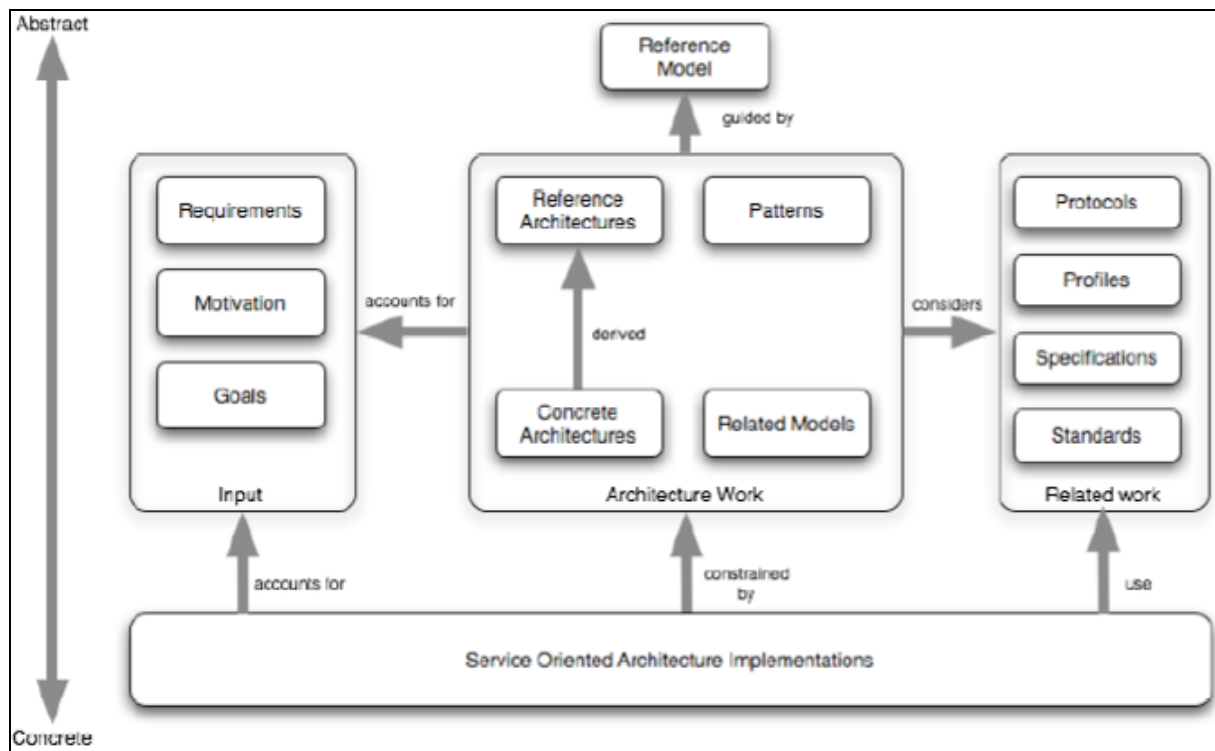 Abstract
Reference
Model
guided by
Requirements
Motivation
Goals
Input
accounts for
Reference
Architectures
Patterns
derived
Concrete
Architectures
Related Models
Architecture Work
considers
Protocols
Profiles
Specifications
Standards
Related work
accounts for
constrained
by
use
Service Oriented Architecture Implementations
Concrete